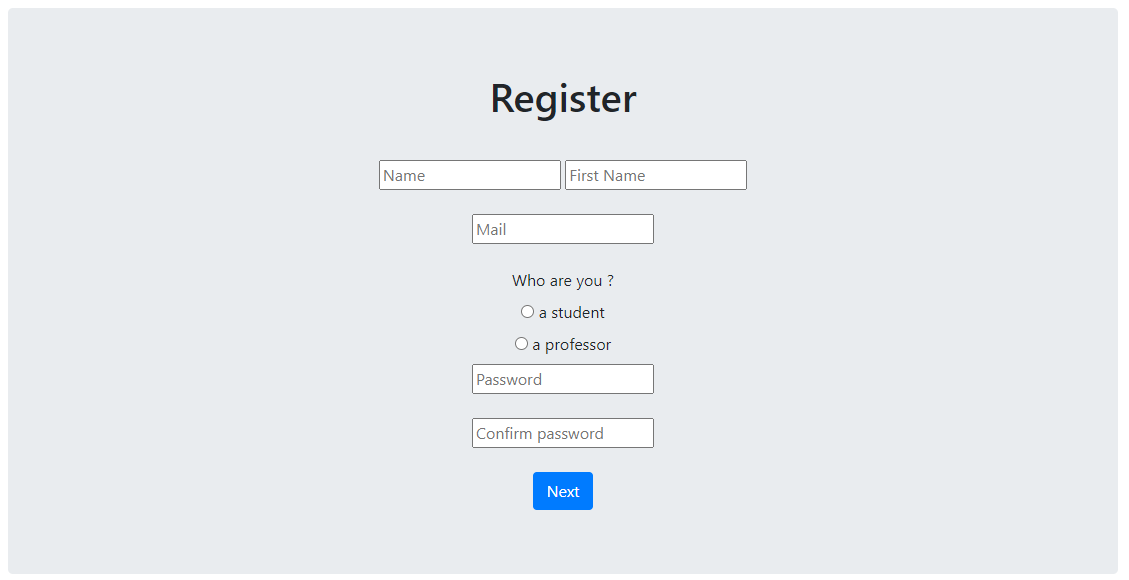 Register
Name First Name
Mail
Who are you ?
a student
a professor
Password
Confirm password
Next